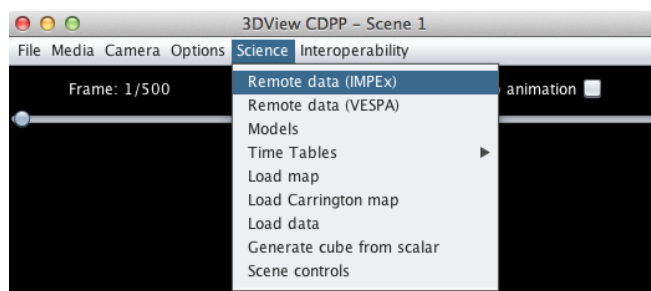 3DView CDPP – Scene 1
File Media Camera Options Science Interoperability
Frame: 1/500
animation
Remote data (IMPEx)
Remote data (VESPA)
Models
Time Tables
Load map
Load Carrington map
Load data
Generate cube from scalar
Scene controls